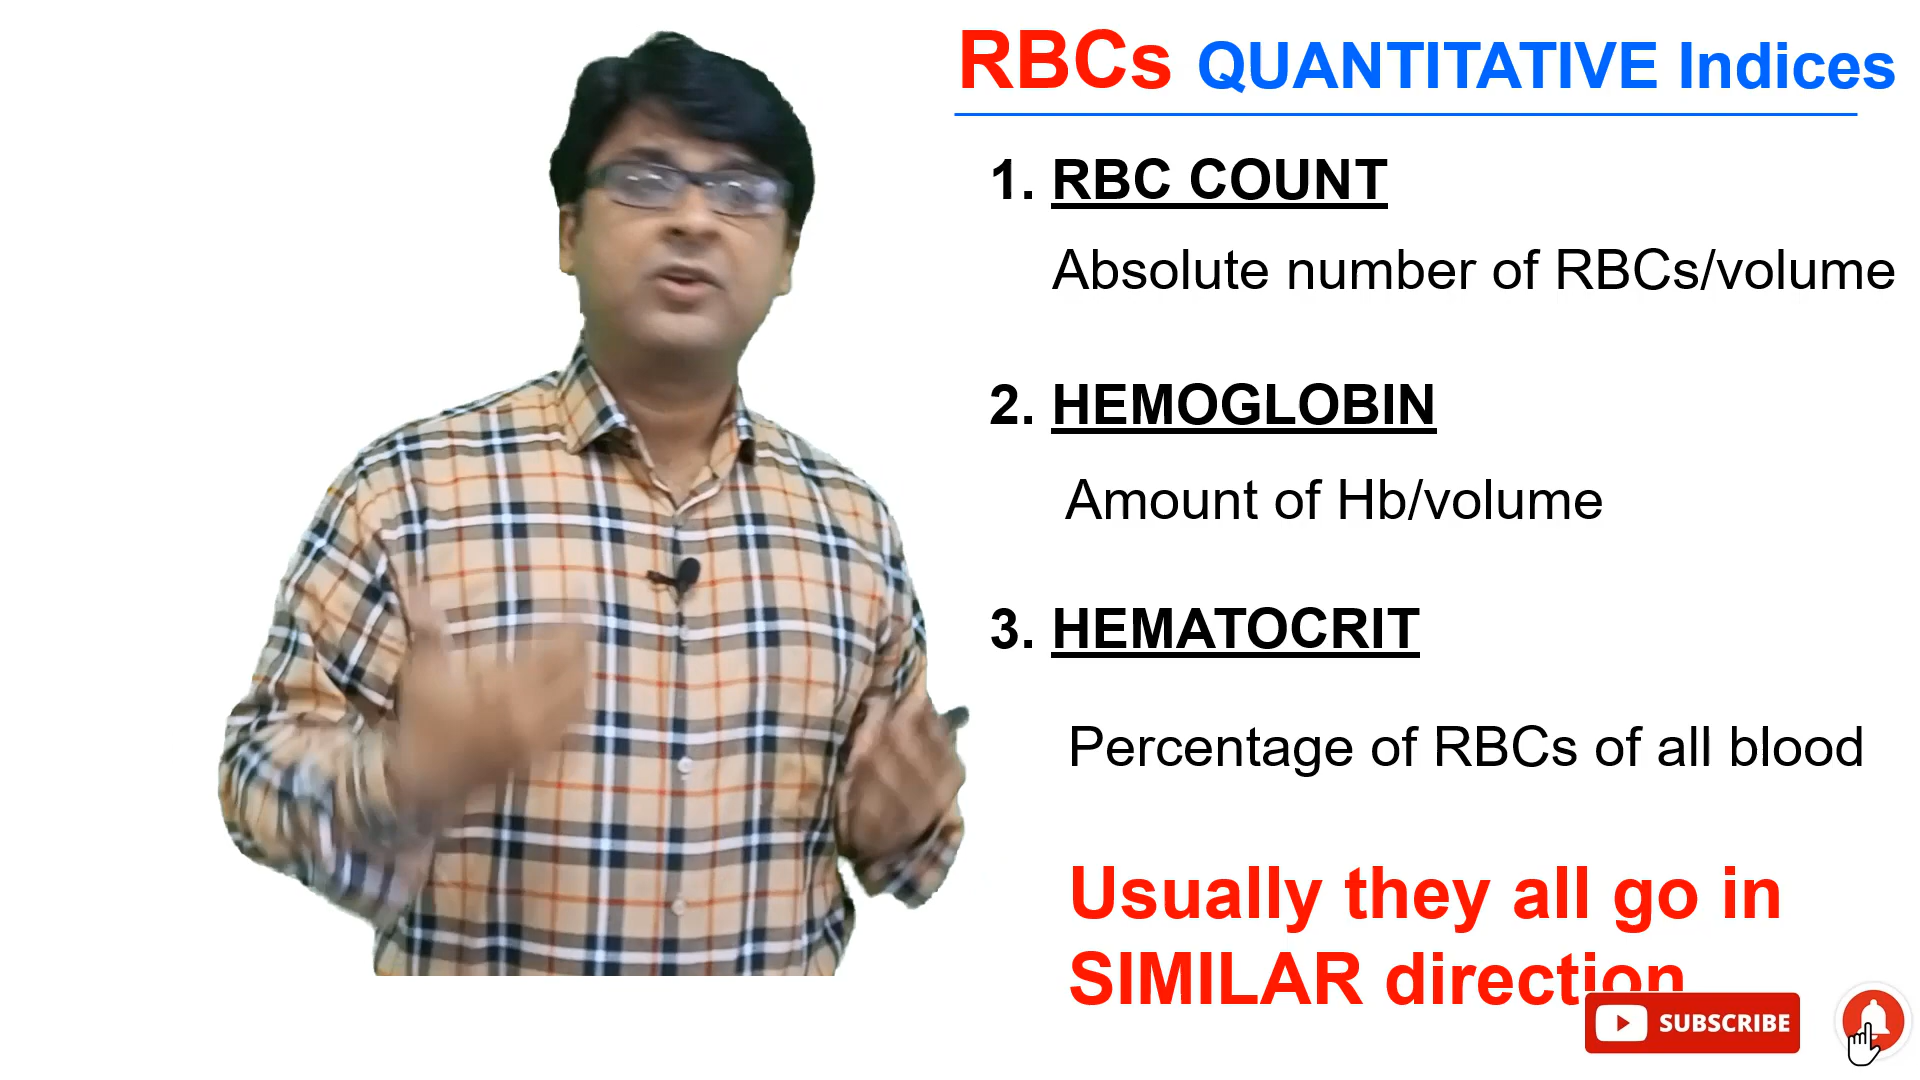 RBCs QUANTITATIVE Indices
1. RBC COUNT
Absolute number of RBCs/volume
2. HEMOGLOBIN
Amount of Hb/volume
3. HEMATOCRIT
Percentage of RBCs of all blood
Usually they all go in
SIMILAR direction
SUBSCRIBE